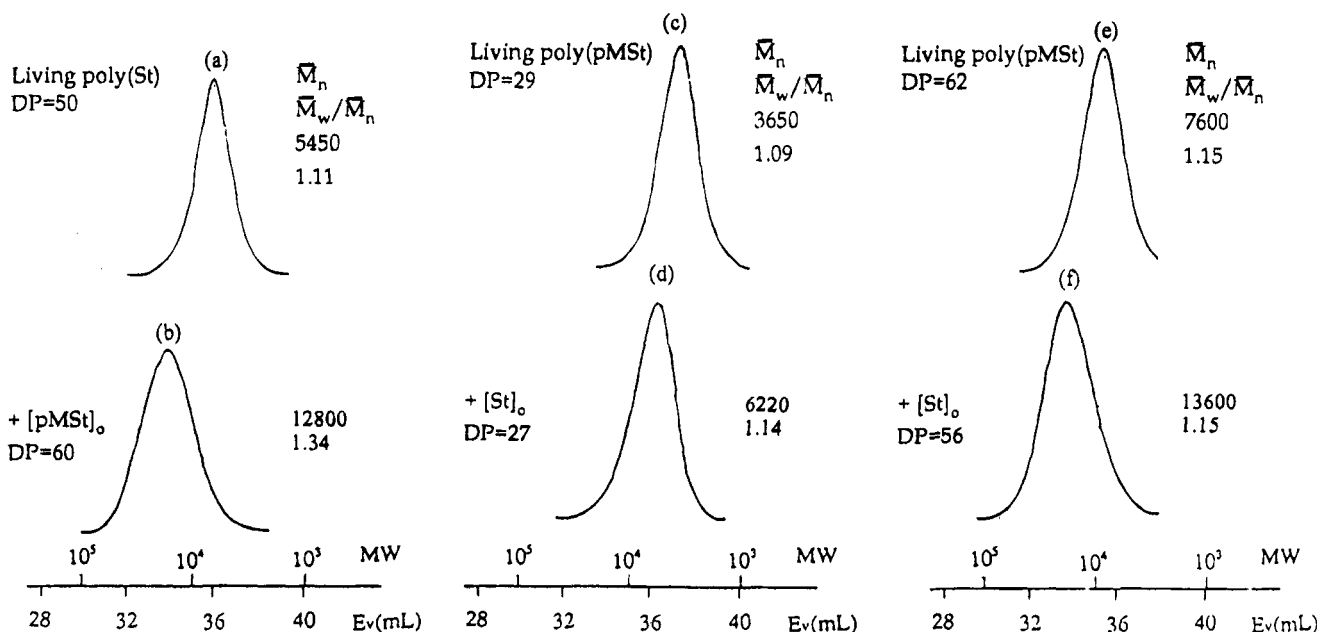 (a)
Living poly(St)
DP=50
M̄n
M̄w/M̄n
5450
1.11
(b)
+ [pMSt]o
DP=60
12800
1.34
10⁵ 10⁴ 10³ MW
28 32 36 40 Ev(mL)
(c)
Living poly(pMSt)
DP=29
M̄n
M̄w/M̄n
3650
1.09
(d)
+ [St]o
DP=27
6220
1.14
10⁵ 10⁴ 10³ MW
28 32 36 40 Ev(mL)
(e)
Living poly(pMSt)
DP=62
M̄n
M̄w/M̄n
7600
1.15
(f)
+ [St]o
DP=56
13600
1.15
10⁵ 10⁴ 10³ MW
28 32 36 40 Ev(mL)